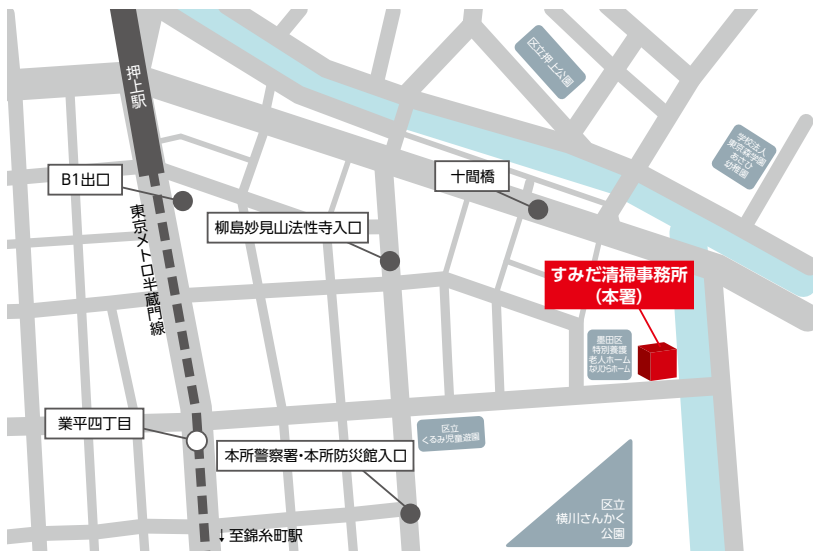 押上駅
区立押上公園
学校法人
東京森学園
あさひ
幼稚園
B1出口
十間橋
東京メトロ半蔵門線
柳島妙見山法性寺入口
すみだ清掃事務所
(本署)
墨田区
特別養護
老人ホーム
なりひらホーム
業平四丁目
区立
くるみ児童遊園
本所警察署・本所防災館入口
区立
横川さんかく
公園
↓至錦糸町駅